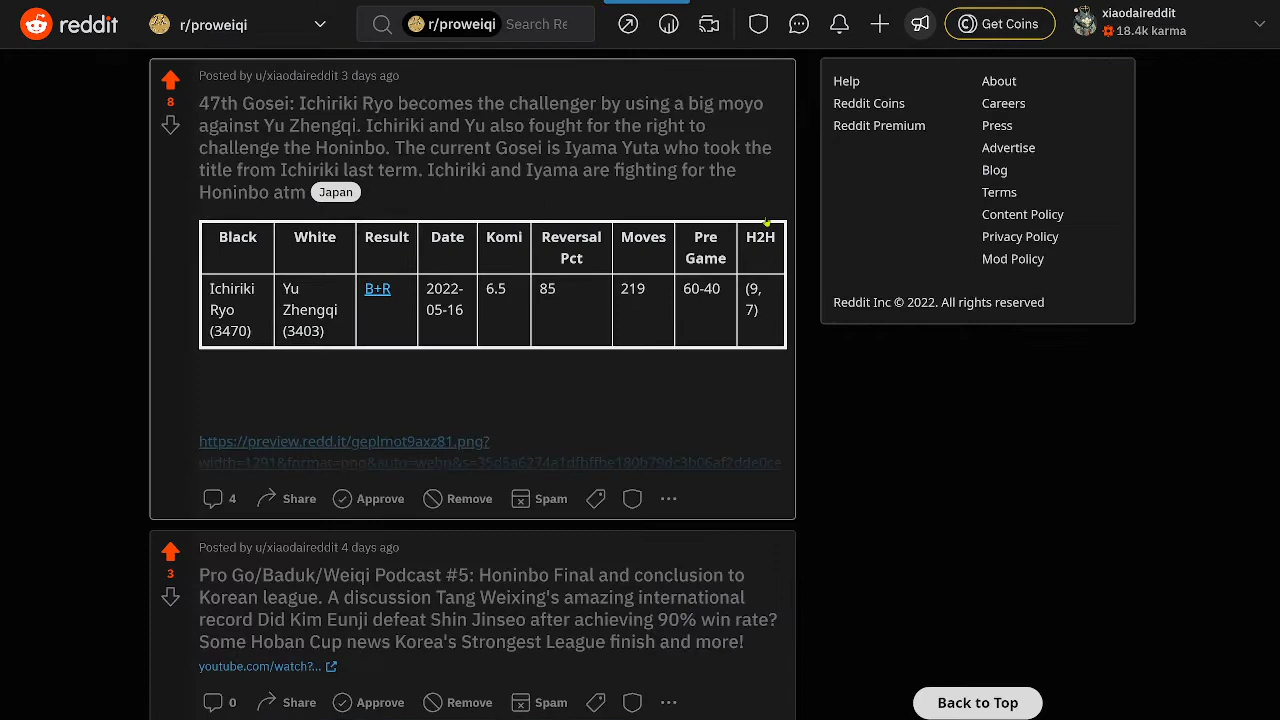 reddit
r/proweiqi
r/proweiqi Search Re
Get Coins
xiaodaireddit
18.4k karma
Posted by u/xiaodaireddit 3 days ago
8
47th Gosei: Ichiriki Ryo becomes the challenger by using a big moyo
against Yu Zhengqi. Ichiriki and Yu also fought for the right to
challenge the Honinbo. The current Gosei is Iyama Yuta who took the
title from Ichiriki last term. Ichiriki and Iyama are fighting for the
Honinbo atm Japan
Black White Result Date Komi Reversal Pct Moves Pre Game H2H
Ichiriki Ryo (3470) Yu Zhengqi (3403) B+R 2022-05-16 6.5 85 219 60-40 (9, 7)
https://preview.redd.it/geplmot9axz81.png?
width=1291&format=png&auto=webp&s=35d5a6274a1dfbffbe180b79dc3b06af2dde0ce
4 Share Approve Remove Spam
Posted by u/xiaodaireddit 4 days ago
3
Pro Go/Baduk/Weiqi Podcast #5: Honinbo Final and conclusion to
Korean league. A discussion Tang Weixing's amazing international
record Did Kim Eunji defeat Shin Jinseo after achieving 90% win rate?
Some Hoban Cup news Korea's Strongest League finish and more!
youtube.com/watch?...
0 Share Approve Remove Spam
Help
Reddit Coins
Reddit Premium
About
Careers
Press
Advertise
Blog
Terms
Content Policy
Privacy Policy
Mod Policy
Reddit Inc © 2022. All rights reserved
Back to Top